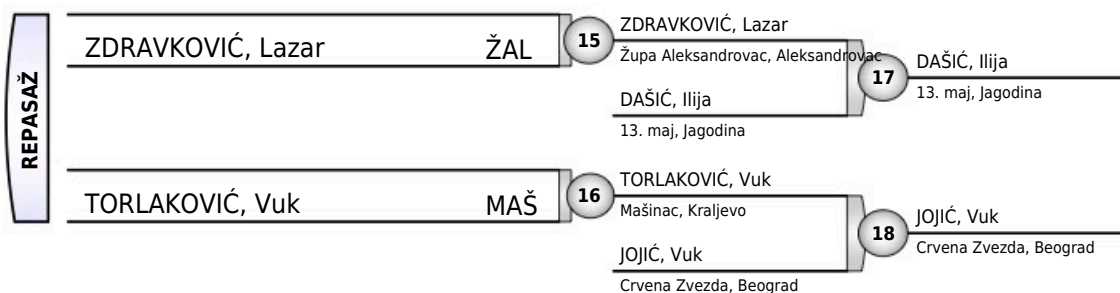 REPASAŽ
ZDRAVKOVIĆ, Lazar ŽAL
15
ZDRAVKOVIĆ, Lazar
Župa Aleksandrovac, Aleksandrovac
DAŠIĆ, Ilija
13. maj, Jagodina
17
DAŠIĆ, Ilija
13. maj, Jagodina
TORLAKOVIĆ, Vuk MAŠ
16
TORLAKOVIĆ, Vuk
Mašinac, Kraljevo
JOJIĆ, Vuk
Crvena Zvezda, Beograd
18
JOJIĆ, Vuk
Crvena Zvezda, Beograd